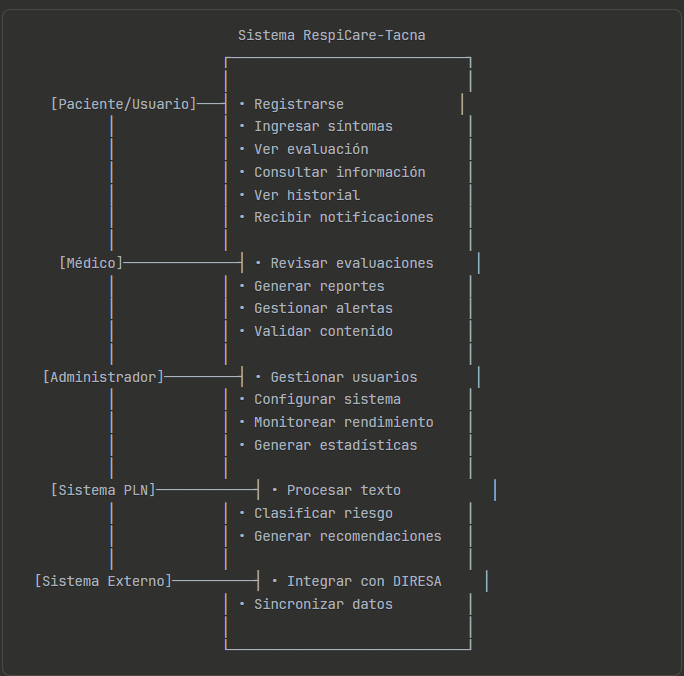 Sistema RespiCare-Tacna
[Paciente/Usuario] • Registrarse
• Ingresar síntomas
• Ver evaluación
• Consultar información
• Ver historial
• Recibir notificaciones
[Médico] • Revisar evaluaciones
• Generar reportes
• Gestionar alertas
• Validar contenido
[Administrador] • Gestionar usuarios
• Configurar sistema
• Monitorear rendimiento
• Generar estadísticas
[Sistema PLN] • Procesar texto
• Clasificar riesgo
• Generar recomendaciones
[Sistema Externo] • Integrar con DIRESA
• Sincronizar datos